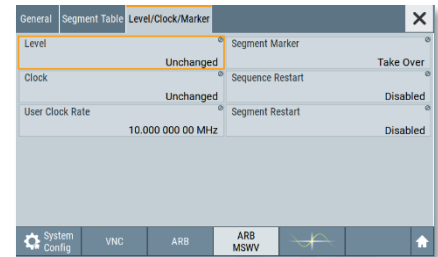 General Segment Table Level/Clock/Marker
Level
Unchanged
Segment Marker
Take Over
Clock
Unchanged
Sequence Restart
Disabled
User Clock Rate
10.000 000 00 MHz
Segment Restart
Disabled
System
Config
VNC
ARB
ARB
MSWV